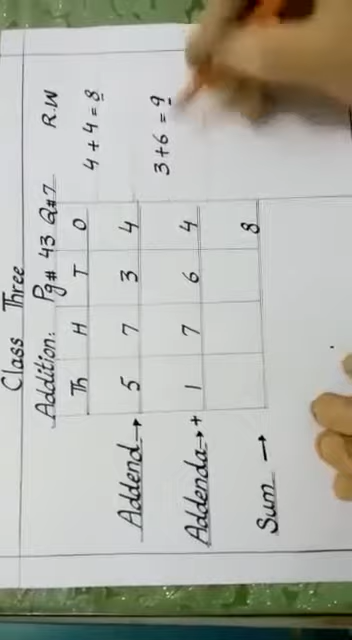 Class Three
Addition: Pg# 43 Q#7 R.W
Th H T O 4 + 4 = 8
Addend→ 5 7 3 4
3 + 6 = 9
Addenda→ + 1 7 6 4
Sum → 8